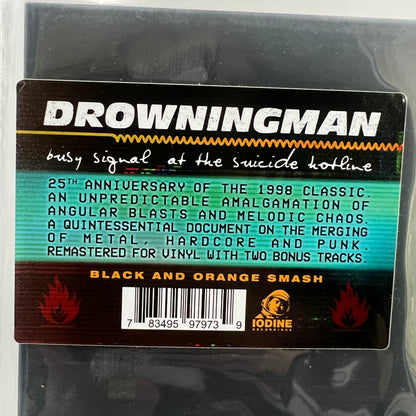 DROWNINGMAN
busy signal at the suicide hotline
25TH ANNIVERSARY OF THE 1998 CLASSIC.
AN UNPREDICTABLE AMALGAMATION OF
ANGULAR BLASTS AND MELODIC CHAOS.
A QUINTESSENTIAL DOCUMENT ON THE MERGING
OF METAL, HARDCORE AND PUNK.
REMASTERED FOR VINYL WITH TWO BONUS TRACKS.
BLACK AND ORANGE SMASH
7 83495 97973 9
IODINE
RECORDINGS